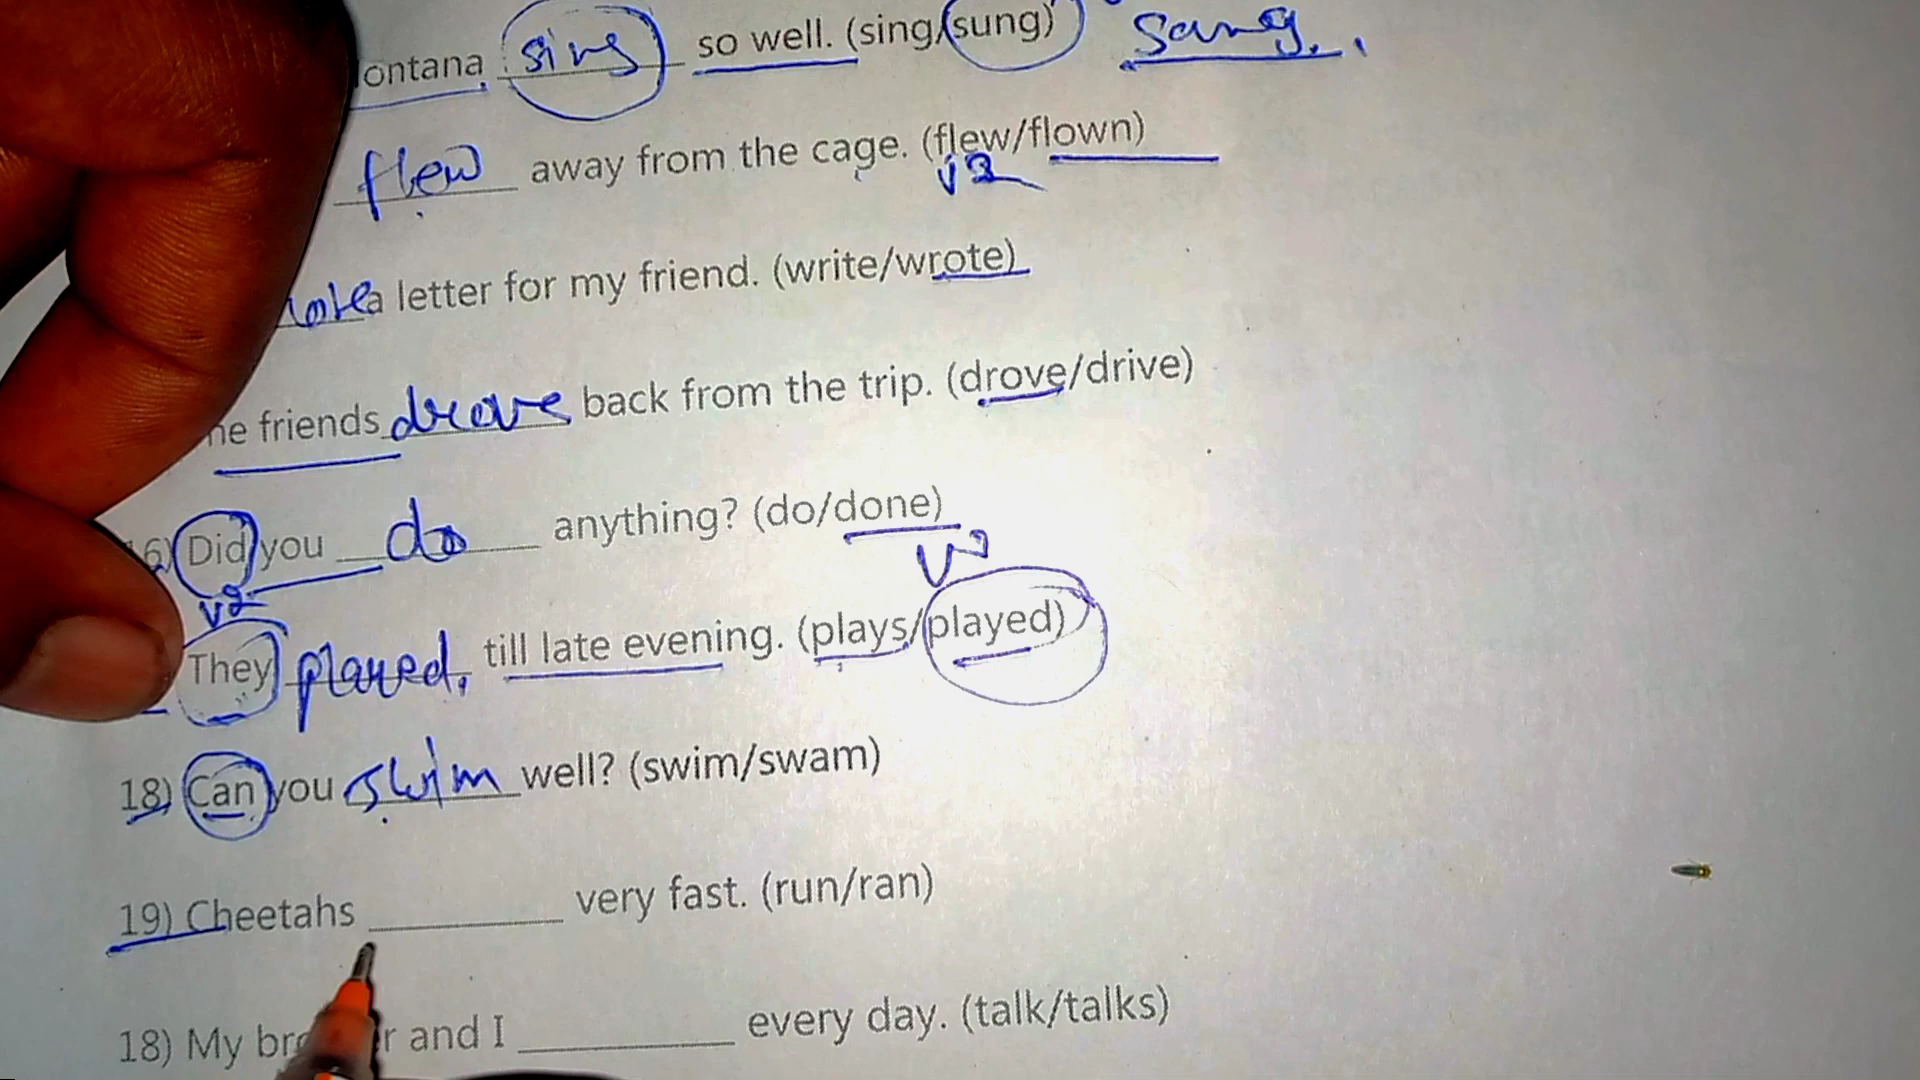 ontana sing so well. (sing/sung) sang.
flew away from the cage. (flew/flown)
v2
a letter for my friend. (write/wrote)
he friends drove back from the trip. (drove/drive)
16) Did you do anything? (do/done)
v2 v3
They played. till late evening. (plays/played)
18) Can you swim well? (swim/swam)
19) Cheetahs very fast. (run/ran)
18) My and I every day. (talk/talks)